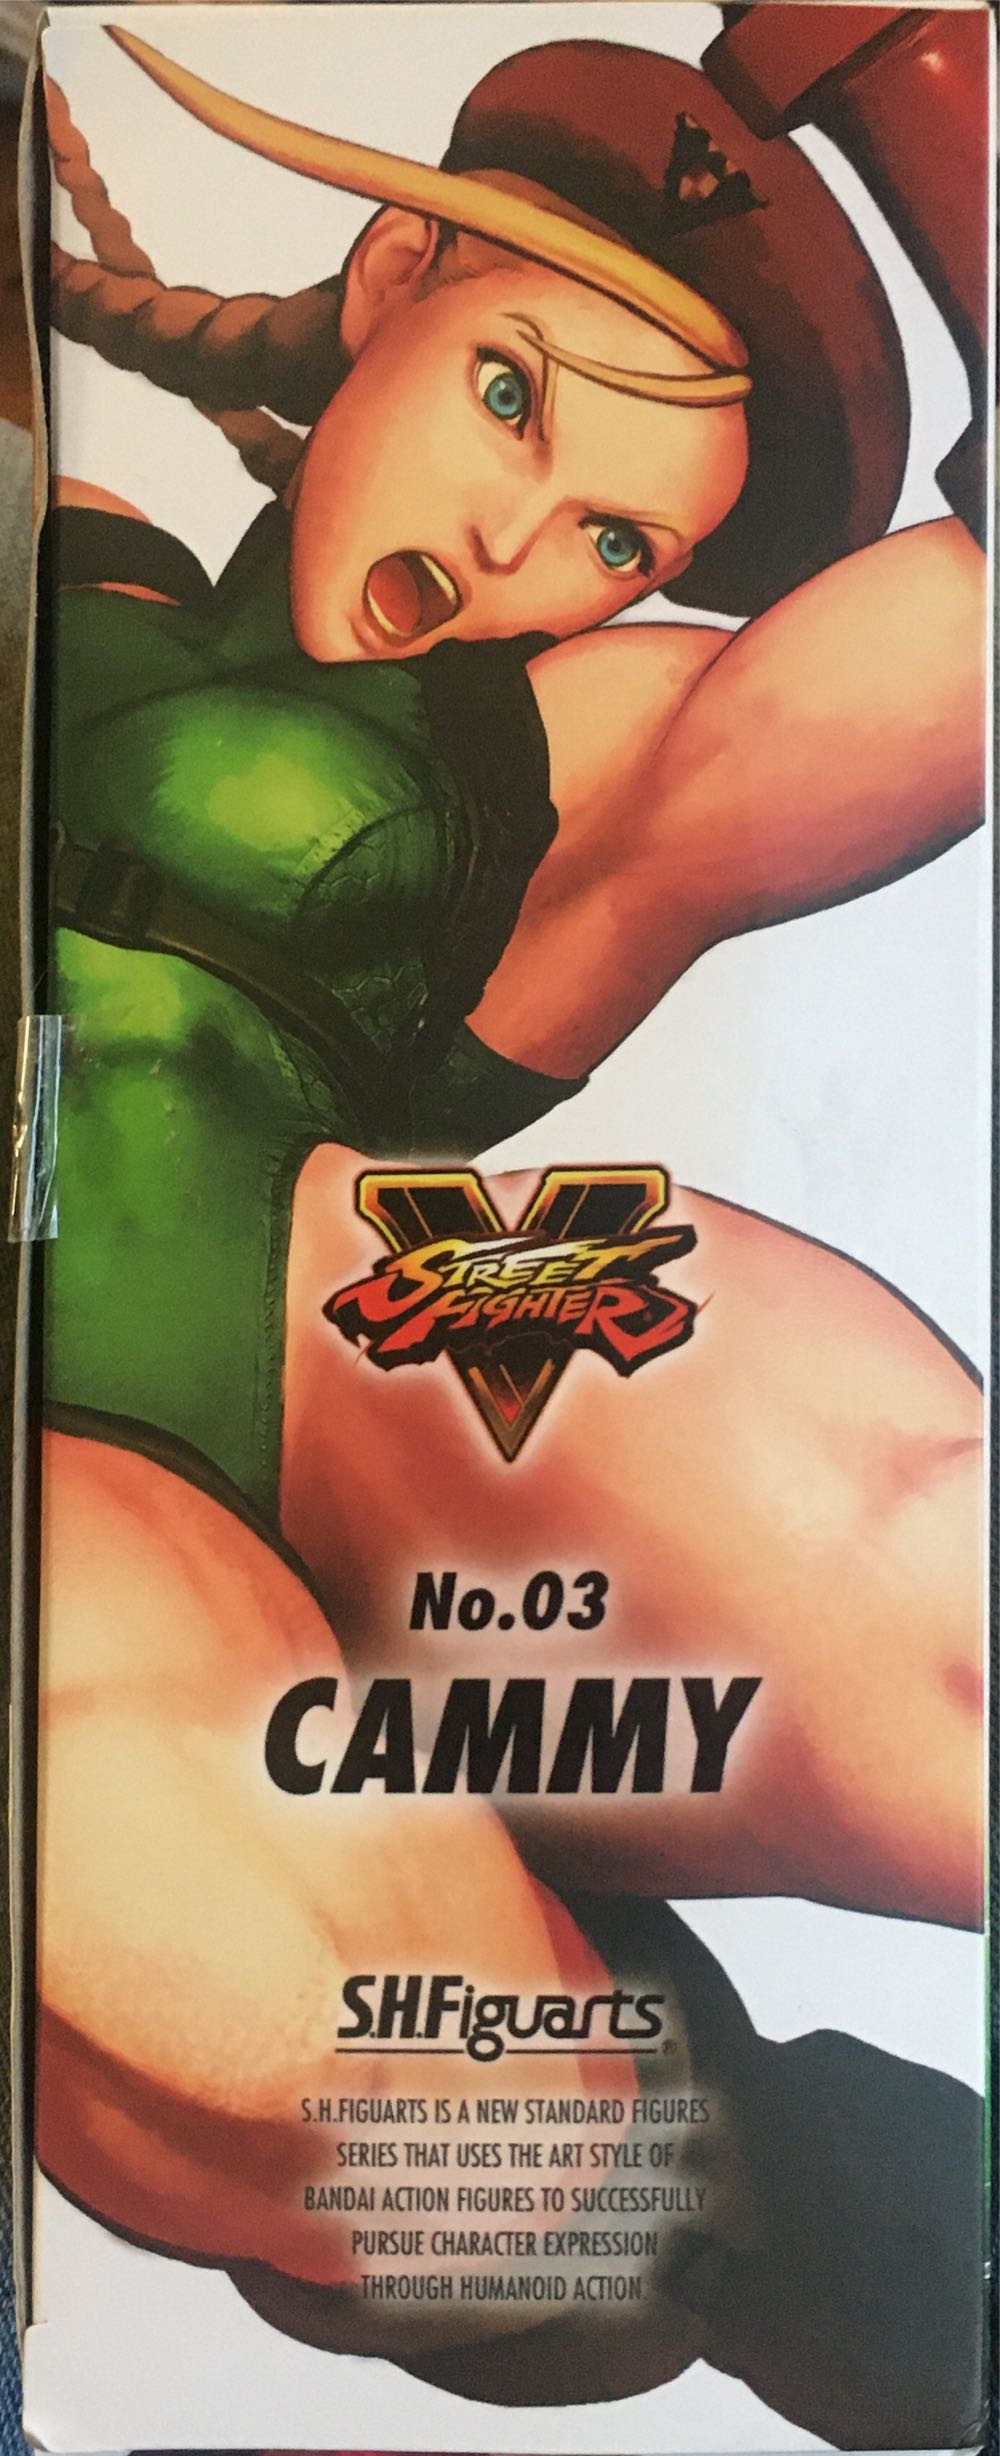 V
STREET
FIGHTER
No.03
CAMMY
S.H.Figuarts
S.H.FIGUARTS IS A NEW STANDARD FIGURES
SERIES THAT USES THE ART STYLE OF
BANDAI ACTION FIGURES TO SUCCESSFULLY
PURSUE CHARACTER EXPRESSION
THROUGH HUMANOID ACTION.